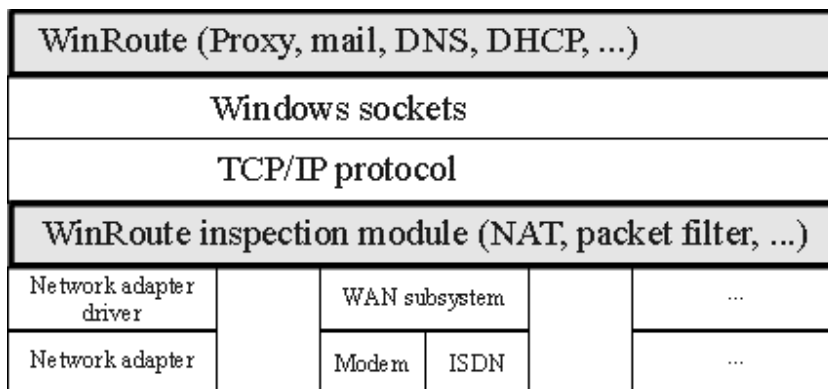 WinRoute (Proxy, mail, DNS, DHCP, ...)
Windows sockets
TCP/IP protocol
WinRoute inspection module (NAT, packet filter, ...)
Network adapter
driver
WAN subsystem
...
Network adapter
Modem
ISDN
...